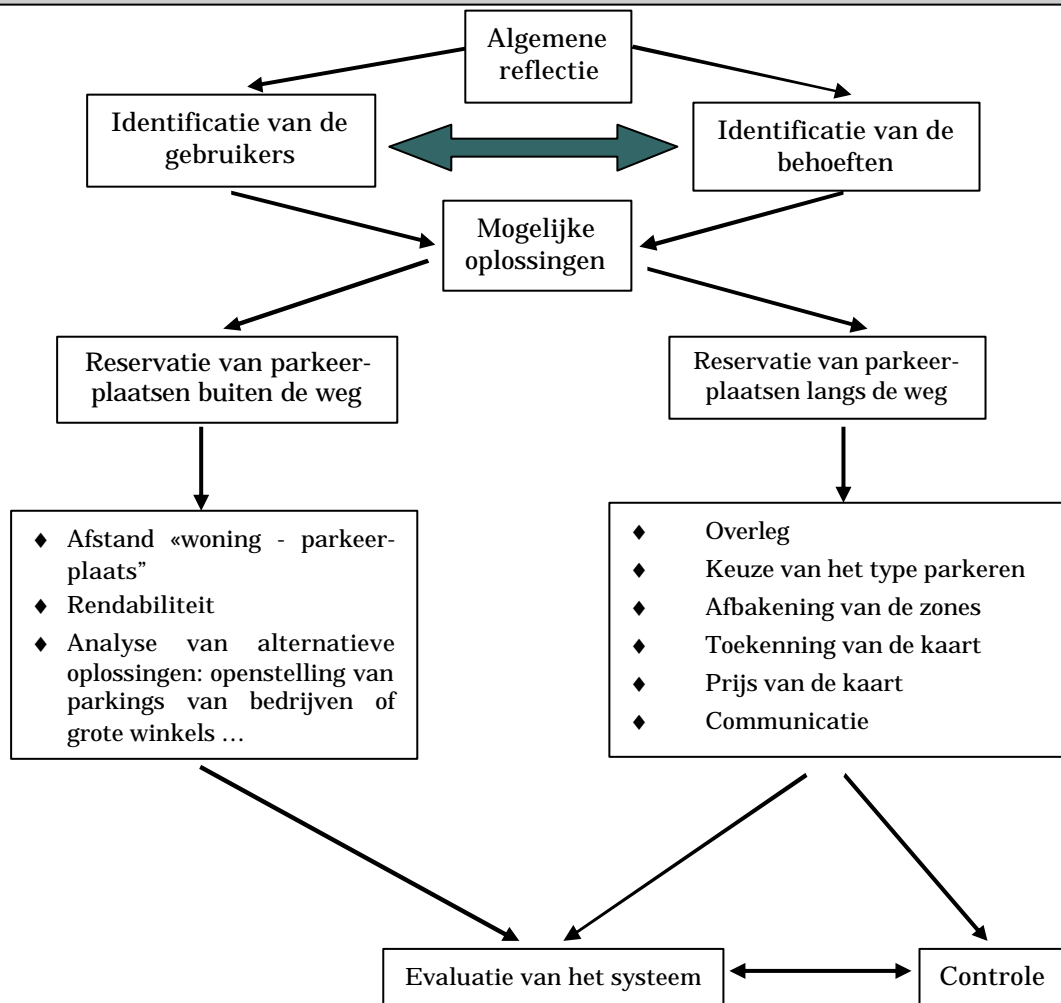 Algemene
reflectie
Identificatie van de
gebruikers
Identificatie van de
behoeften
Mogelijke
oplossingen
Reservatie van parkeer-
plaatsen buiten de weg
Reservatie van parkeer-
plaatsen langs de weg
♦ Afstand «woning - parkeer-
plaats”
♦ Rendabiliteit
♦ Analyse van alternatieve
oplossingen: openstelling van
parkings van bedrijven of
grote winkels …
♦ Overleg
♦ Keuze van het type parkeren
♦ Afbakening van de zones
♦ Toekenning van de kaart
♦ Prijs van de kaart
♦ Communicatie
Evaluatie van het systeem
Controle